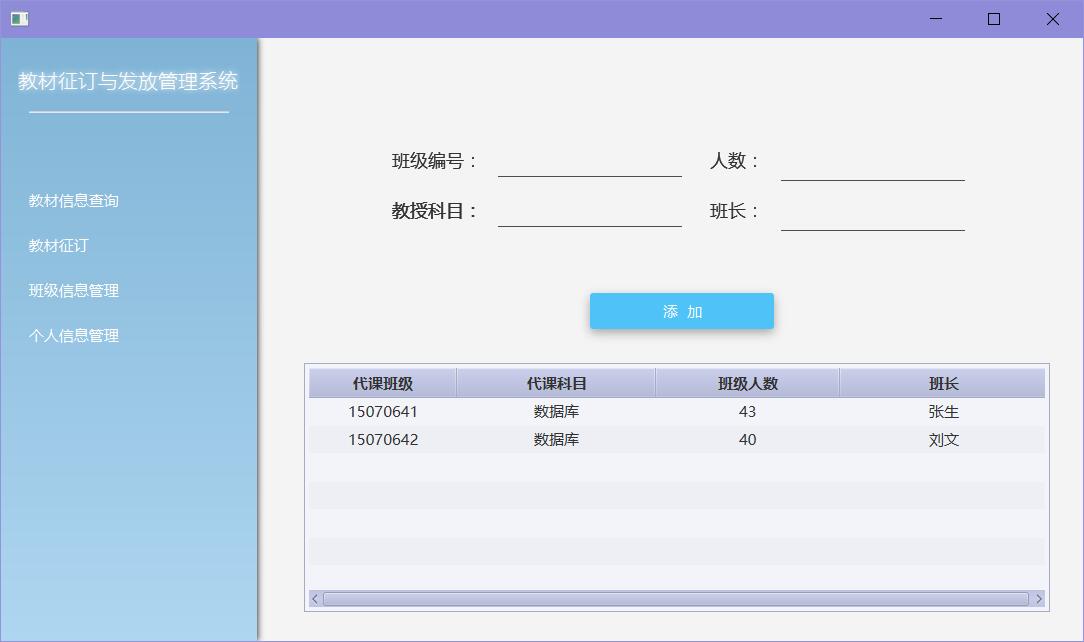 教材征订与发放管理系统
教材信息查询
教材征订
班级信息管理
个人信息管理
班级编号： 人数：
教授科目： 班长：
添 加
代课班级 代课科目 班级人数 班长
15070641 数据库 43 张生
15070642 数据库 40 刘文